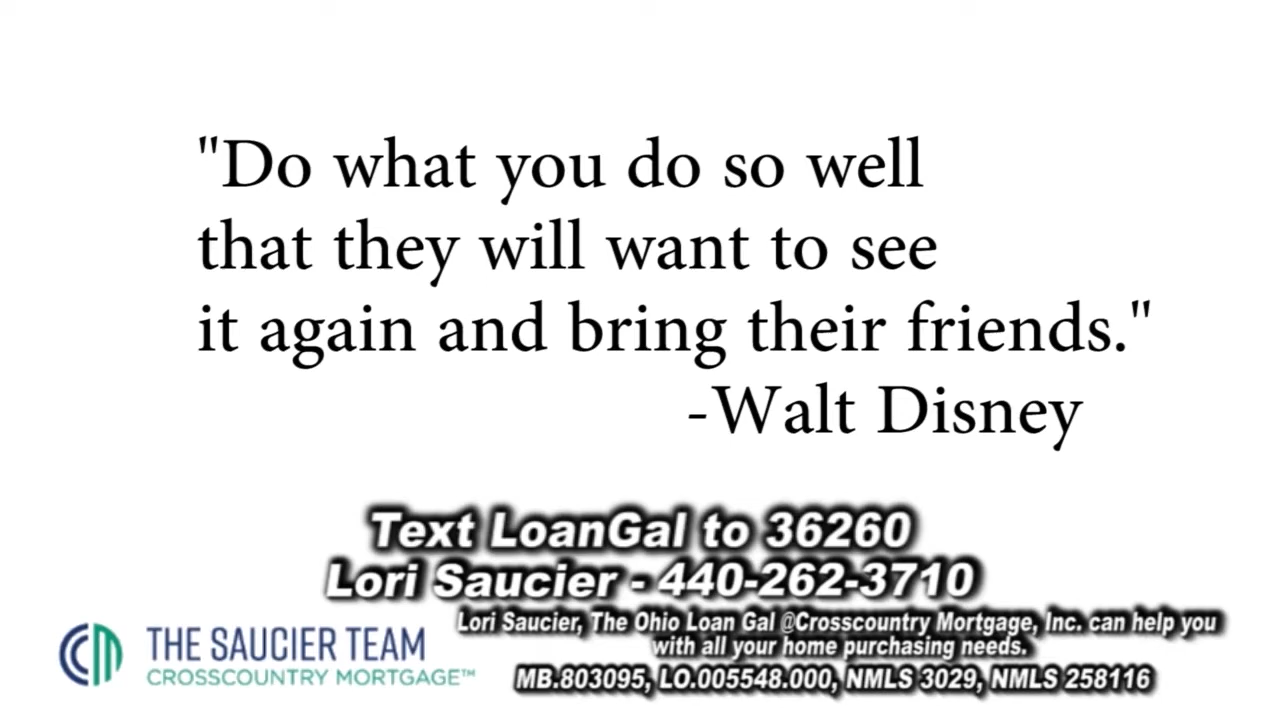 "Do what you do so well
that they will want to see
it again and bring their friends."
-Walt Disney
Text LoanGal to 36260
Lori Saucier - 440-262-3710
Lori Saucier, The Ohio Loan Gal @Crosscountry Mortgage, Inc. can help you
with all your home purchasing needs.
THE SAUCIER TEAM
CROSSCOUNTRY MORTGAGE™
MB.803095, LO.005548.000, NMLS 3029, NMLS 258116